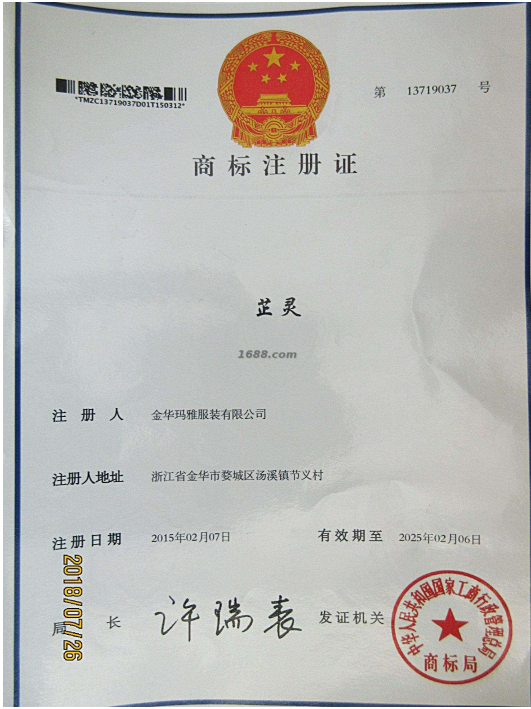 *TMZC13719037D01T150312*
第 13719037 号
商标注册证
芷灵
1688.com
注册人 金华玛雅服装有限公司
注册人地址 浙江省金华市婺城区汤溪镇节义村
注册日期 2015年02月07日 有效期至 2025年02月06日
局长 许瑞表 发证机关
中华人民共和国国家工商行政管理总局
商标局
2018/07/26